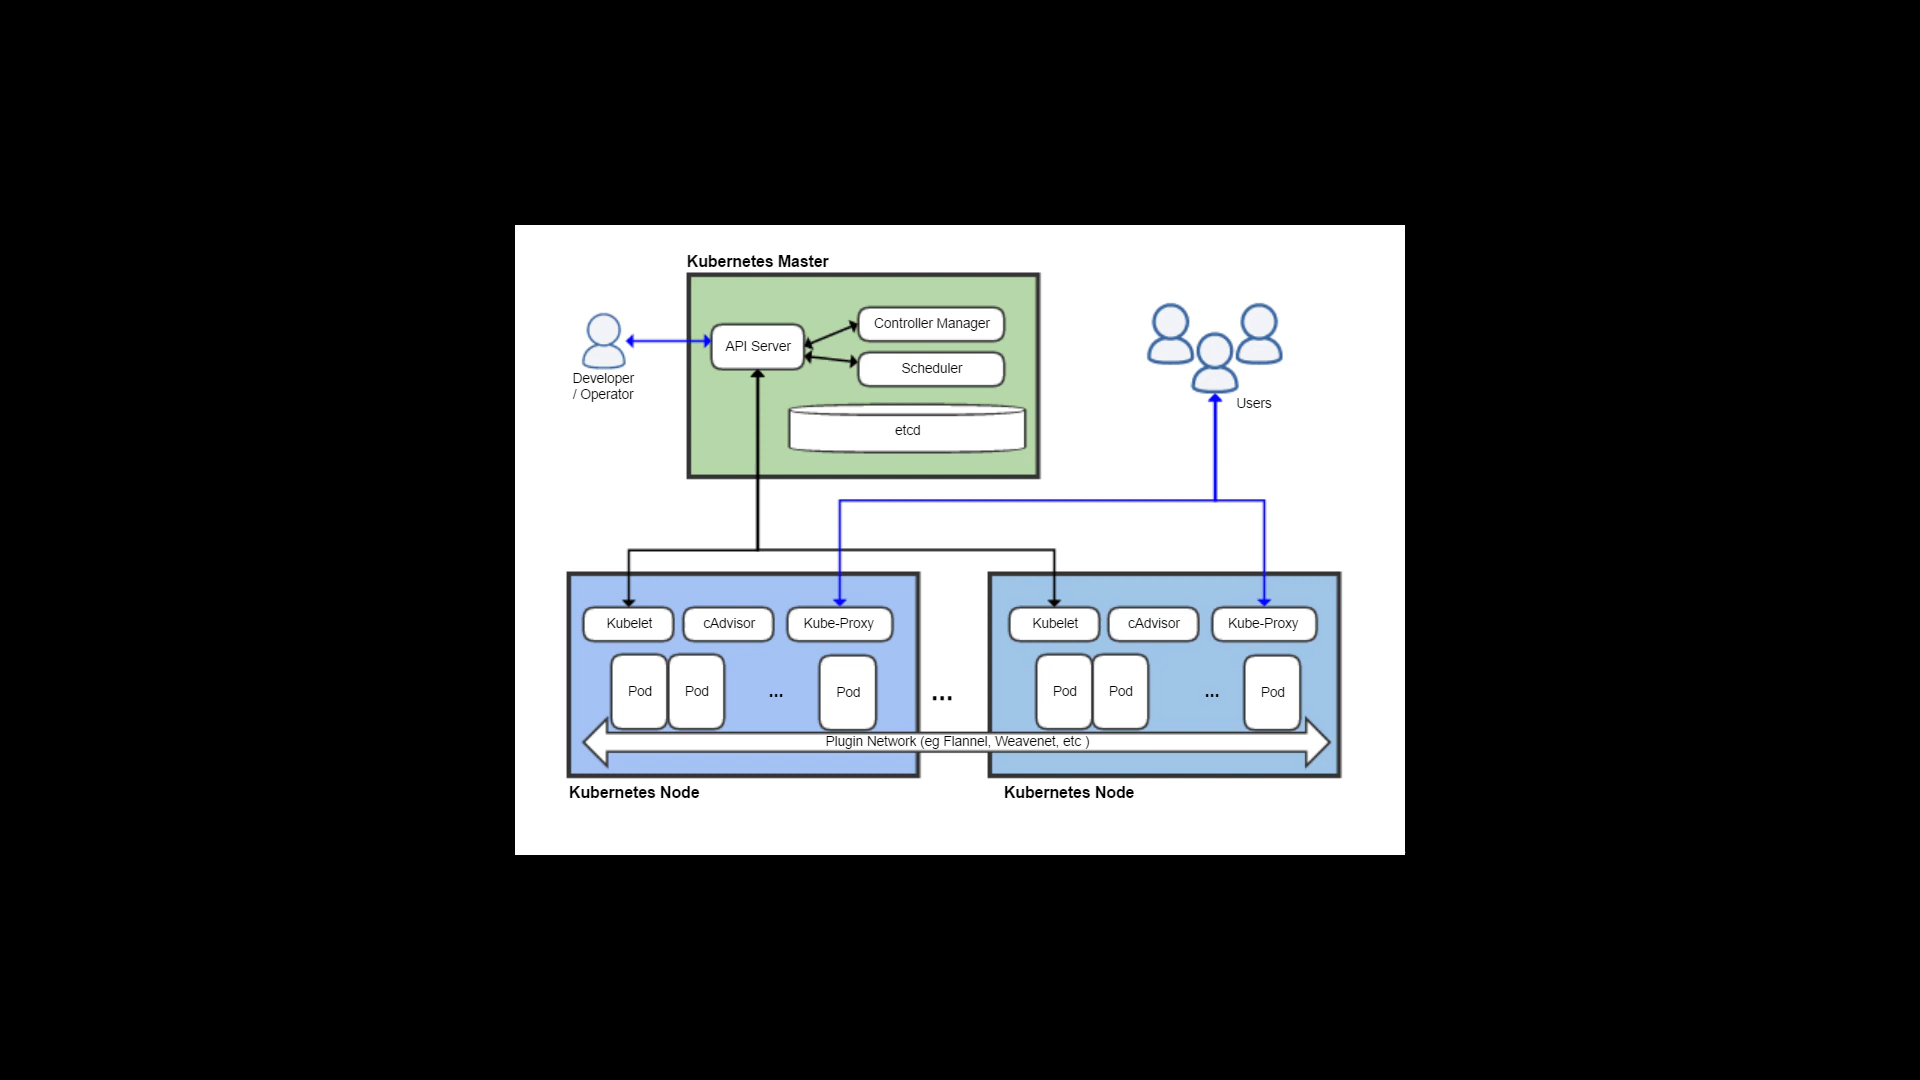 Kubernetes Master
Controller Manager
API Server
Scheduler
Developer
/ Operator
Users
etcd
Kubelet
cAdvisor
Kube-Proxy
Kubelet
cAdvisor
Kube-Proxy
Pod
Pod
...
Pod
...
Pod
Pod
...
Pod
Plugin Network (eg Flannel, Weavenet, etc )
Kubernetes Node
Kubernetes Node